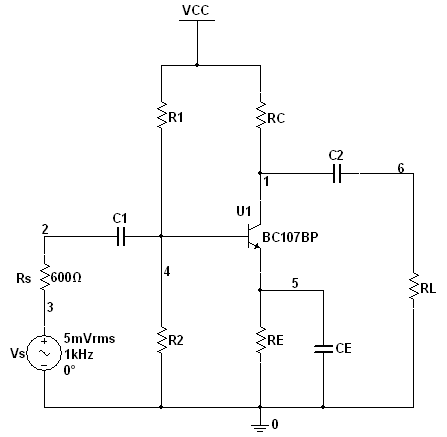 VCC
R1
RC
C2
6
1
U1
C1
BC107BP
2
4
5
Rs 600Ω
3
RL
Vs
5mVrms
1kHz
0°
R2
RE
CE
0